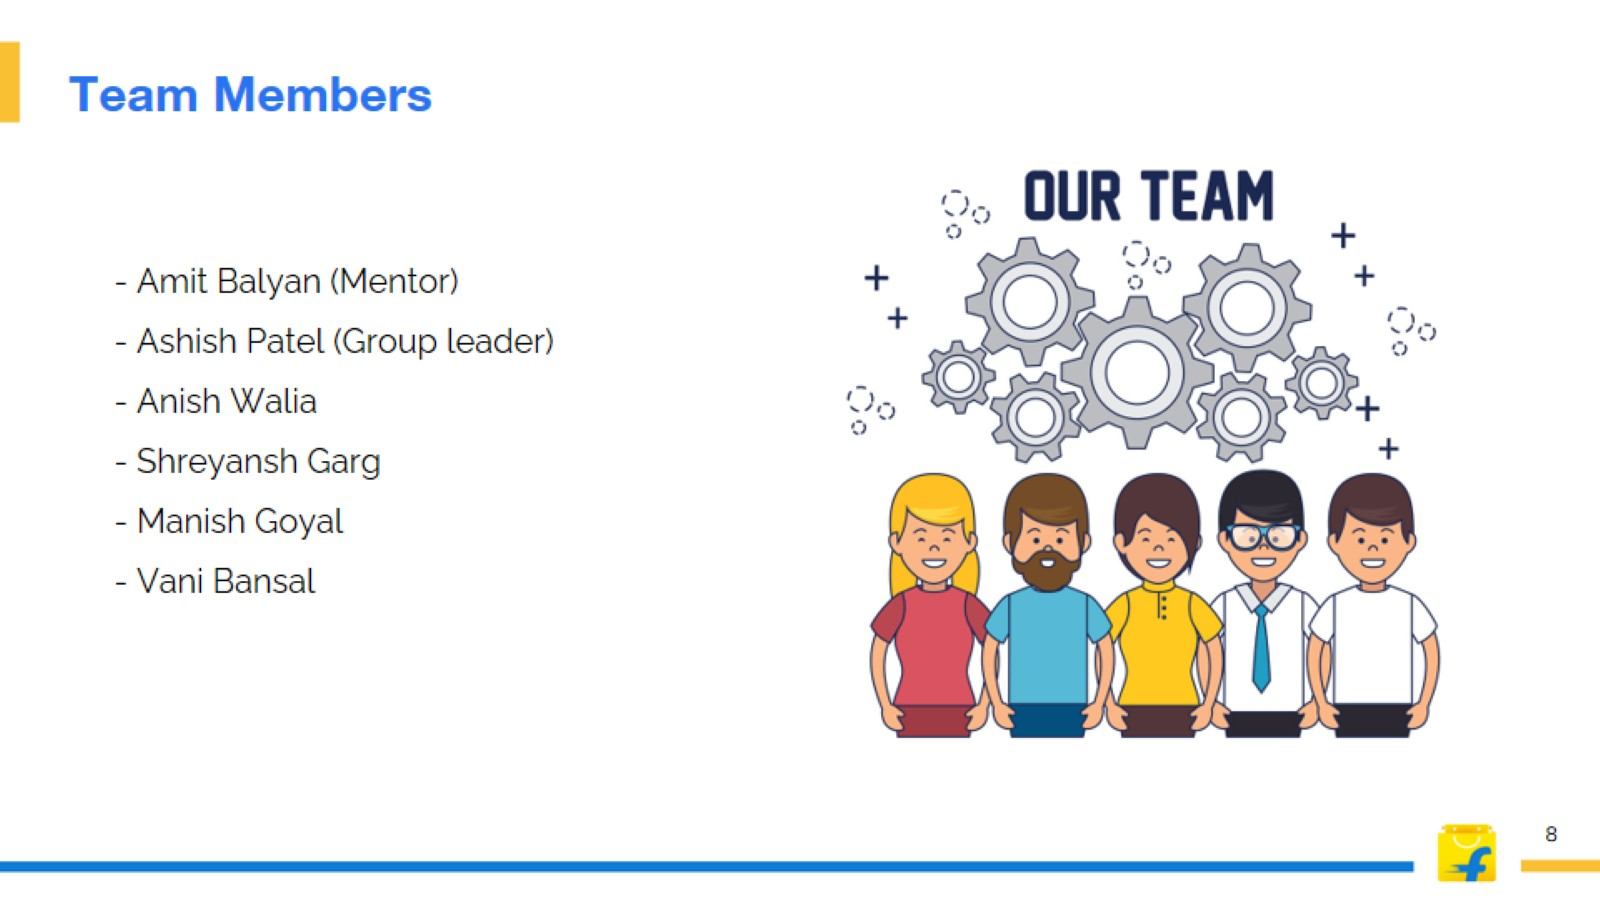 Team Members
- Amit Balyan (Mentor)
- Ashish Patel (Group leader)
- Anish Walia
- Shreyansh Garg
- Manish Goyal
- Vani Bansal
OUR TEAM
f
8